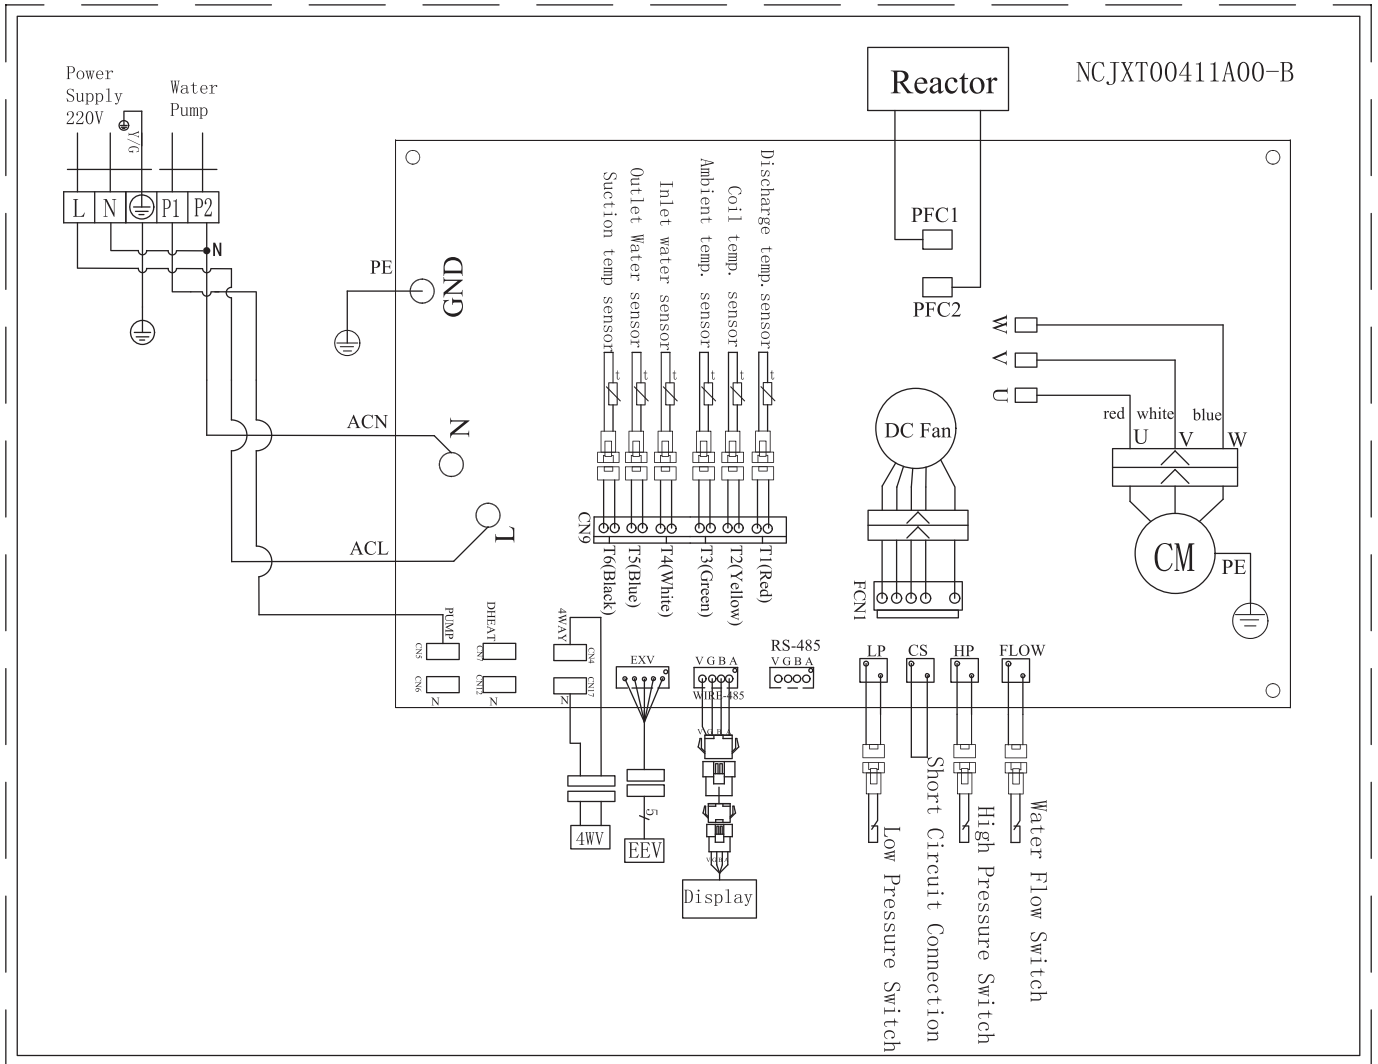 NCJXT00411A00-B
Power
Supply
220V
Water
Pump
Y/G
L
N
P1
P2
N
Reactor
PFC1
PFC2
PE
GND
ACN
N
ACL
L
Suction temp sensor
Outlet Water sensor
Inlet water sensor
Ambient temp. sensor
Coil temp. sensor
Discharge temp. sensor
t
t
t
t
t
t
CN9
T6(Black)
T5(Blue)
T4(White)
T3(Green)
T2(Yellow)
T1(Red)
DC Fan
FCN1
W
V
U
red
white
blue
U
V
W
CM
PE
PUMP
CN5
CN6
N
DHEAT
CN7
CN12
N
4WAY
CN4
CN17
N
EXV
V G B A
WIRE-485
RS-485
V G B A
LP
CS
HP
FLOW
V G B A
5
4WV
EEV
V G B A
Display
Low Pressure Switch
Short Circuit Connection
High Pressure Switch
Water Flow Switch